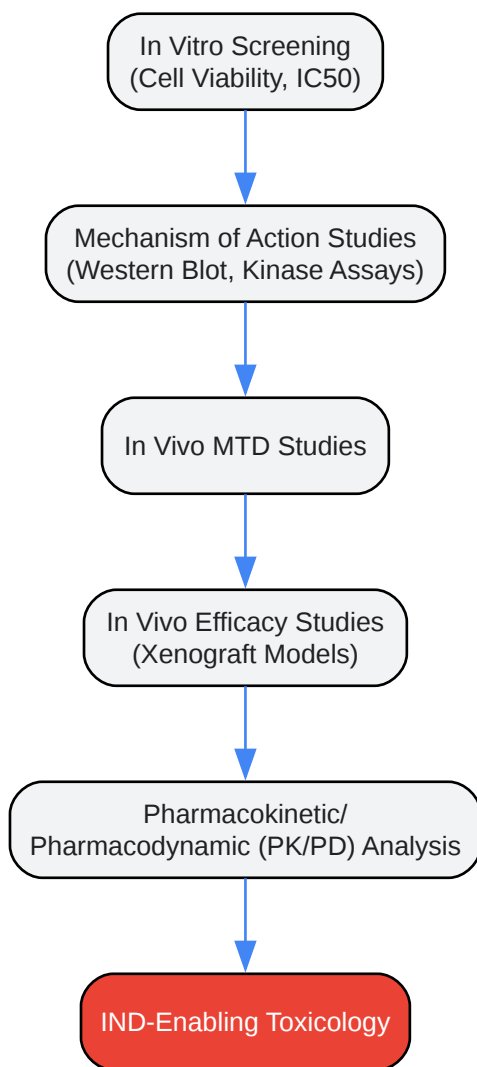 In Vitro Screening
(Cell Viability, IC50)
Mechanism of Action Studies
(Western Blot, Kinase Assays)
In Vivo MTD Studies
In Vivo Efficacy Studies
(Xenograft Models)
Pharmacokinetic/
Pharmacodynamic (PK/PD) Analysis
IND-Enabling Toxicology